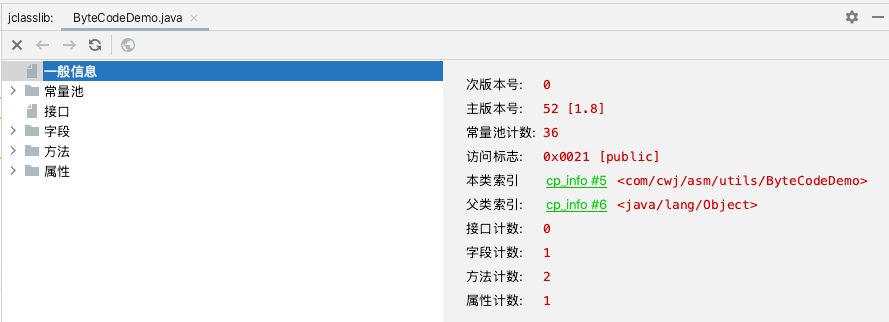 jclasslib: ByteCodeDemo.java
一般信息
常量池
接口
字段
方法
属性
次版本号: 0
主版本号: 52 [1.8]
常量池计数: 36
访问标志: 0x0021 [public]
本类索引 cp_info #5 <com/cwj/asm/utils/ByteCodeDemo>
父类索引: cp_info #6 <java/lang/Object>
接口计数: 0
字段计数: 1
方法计数: 2
属性计数: 1